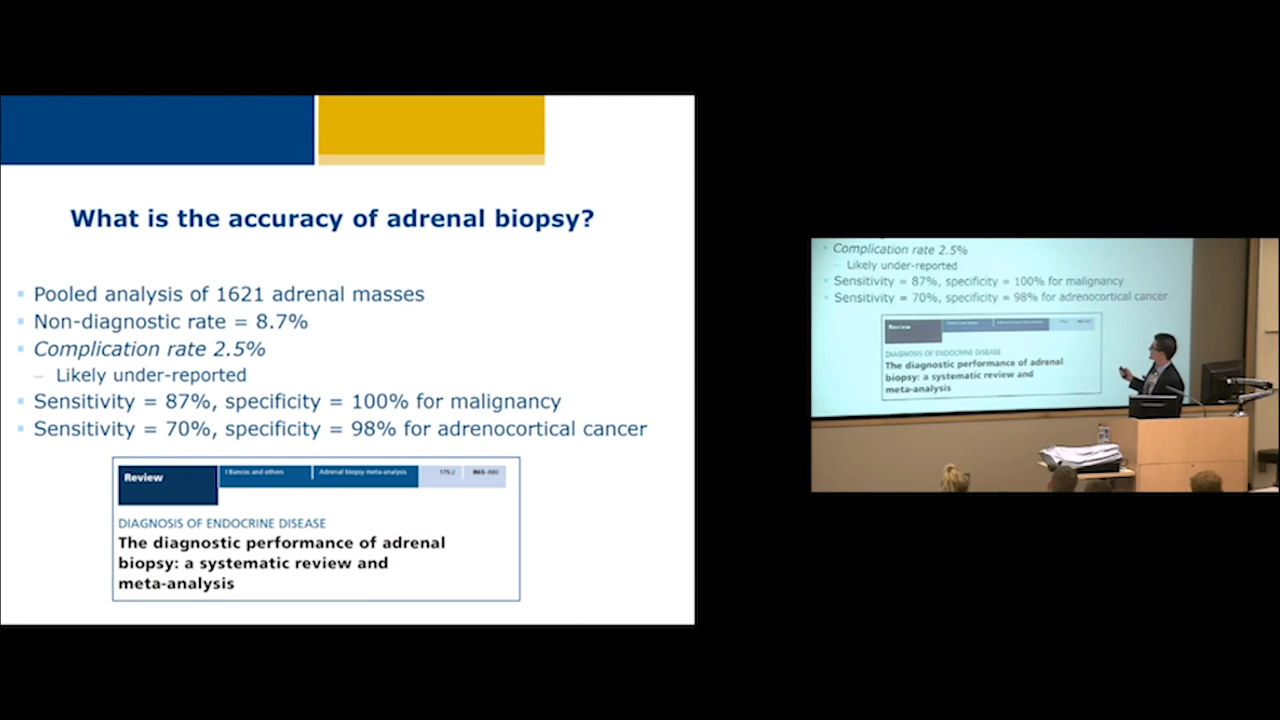 What is the accuracy of adrenal biopsy?
Pooled analysis of 1621 adrenal masses
Non-diagnostic rate = 8.7%
Complication rate 2.5%
– Likely under-reported
Sensitivity = 87%, specificity = 100% for malignancy
Sensitivity = 70%, specificity = 98% for adrenocortical cancer
Review
I Bancos and others
Adrenal biopsy meta-analysis
175:2
R65–R80
DIAGNOSIS OF ENDOCRINE DISEASE
The diagnostic performance of adrenal
biopsy: a systematic review and
meta-analysis
Complication rate 2.5%
– Likely under-reported
Sensitivity = 87%, specificity = 100% for malignancy
Sensitivity = 70%, specificity = 98% for adrenocortical cancer
Review
DIAGNOSIS OF ENDOCRINE DISEASE
The diagnostic performance of adrenal
biopsy: a systematic review and
meta-analysis